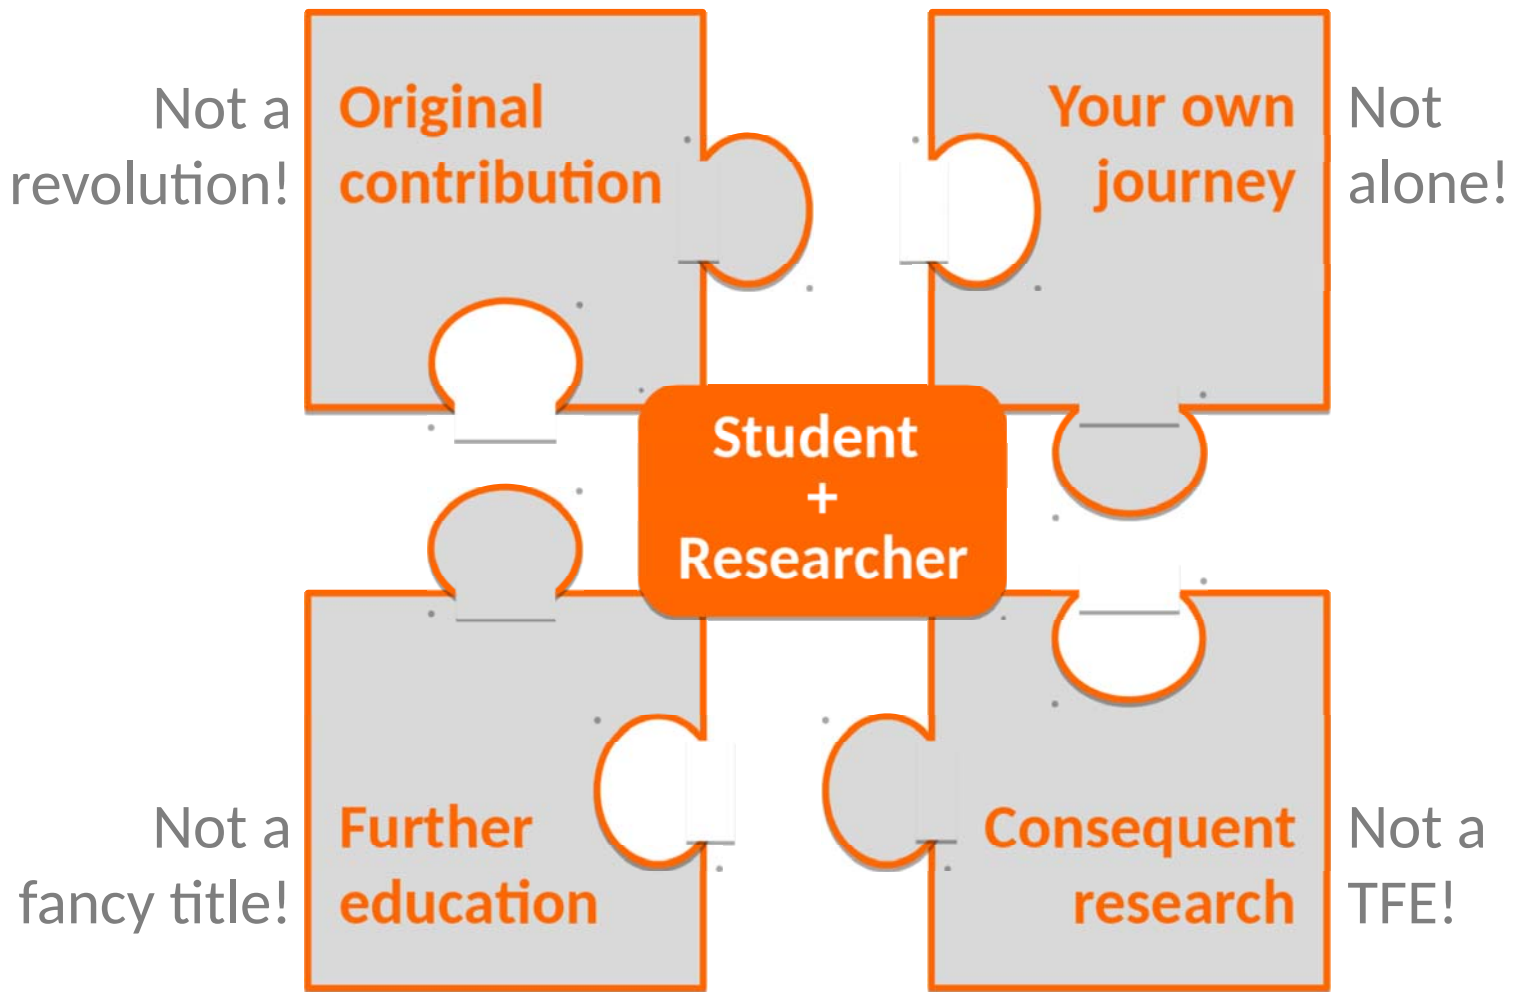 Not a
revolution!
Original
contribution
Your own
journey
Not
alone!
Student
+
Researcher
Not a
fancy title!
Further
education
Consequent
research
Not a
TFE!